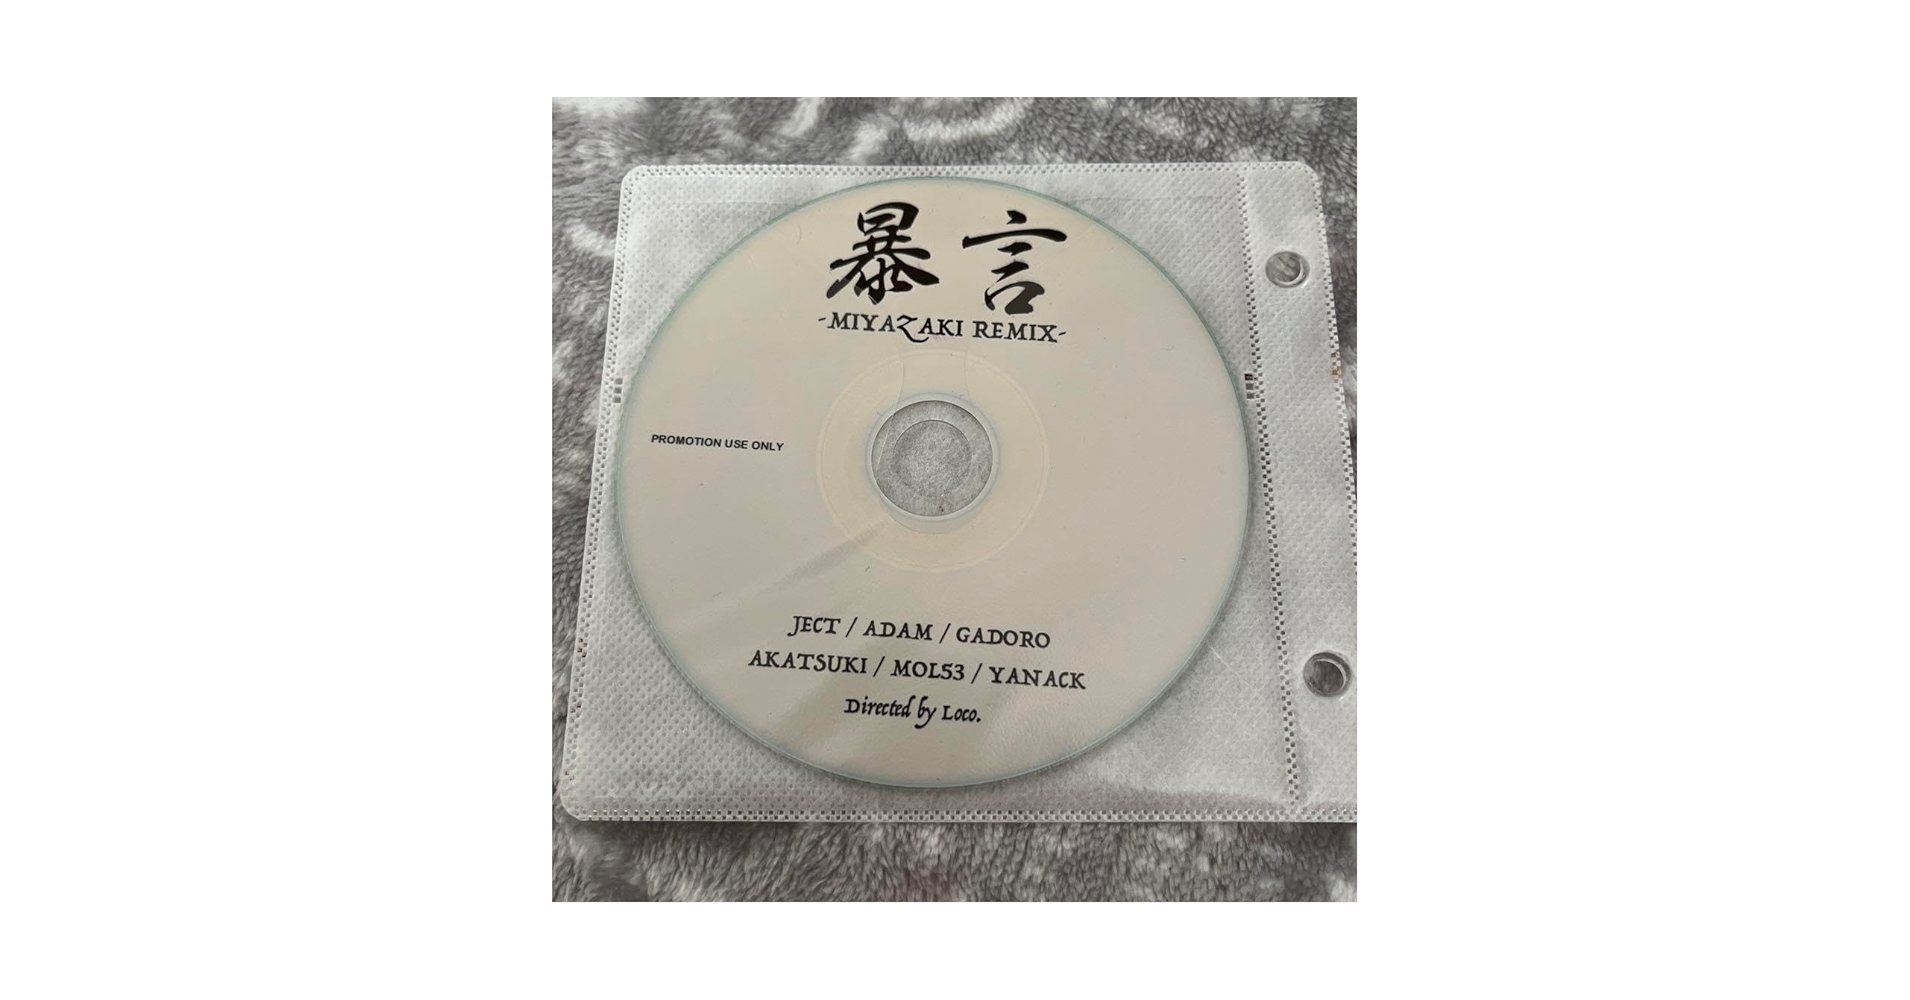 暴言
-MIYAZAKI REMIX-
PROMOTION USE ONLY
JECT / ADAM / GADORO
AKATSUKI / MOL53 / YANACK
Directed by Loco.